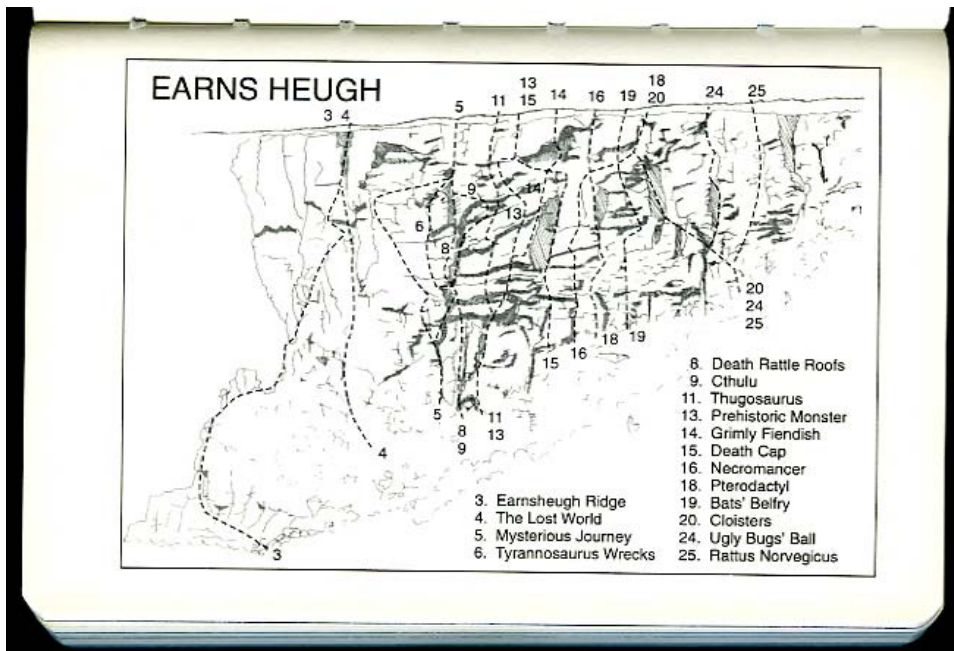 EARNS HEUGH
3 4
5
11
13
15
14
16
19
18
20
24
25
9
14
13
6
8
20
24
25
19
18
16
15
5
8
9
11
13
4
3
3. Earnsheugh Ridge
4. The Lost World
5. Mysterious Journey
6. Tyrannosaurus Wrecks
8. Death Rattle Roofs
9. Cthulu
11. Thugosaurus
13. Prehistoric Monster
14. Grimly Fiendish
15. Death Cap
16. Necromancer
18. Pterodactyl
19. Bats' Belfry
20. Cloisters
24. Ugly Bugs' Ball
25. Rattus Norvegicus